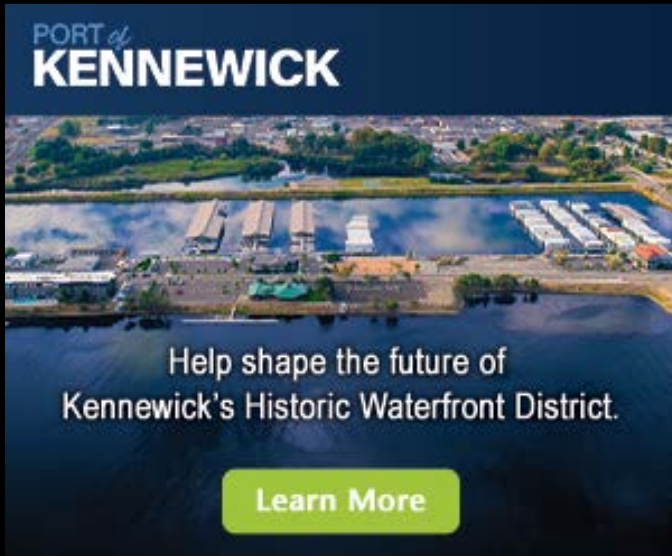 PORT of
KENNEWICK
Help shape the future of
Kennewick's Historic Waterfront District.
Learn More